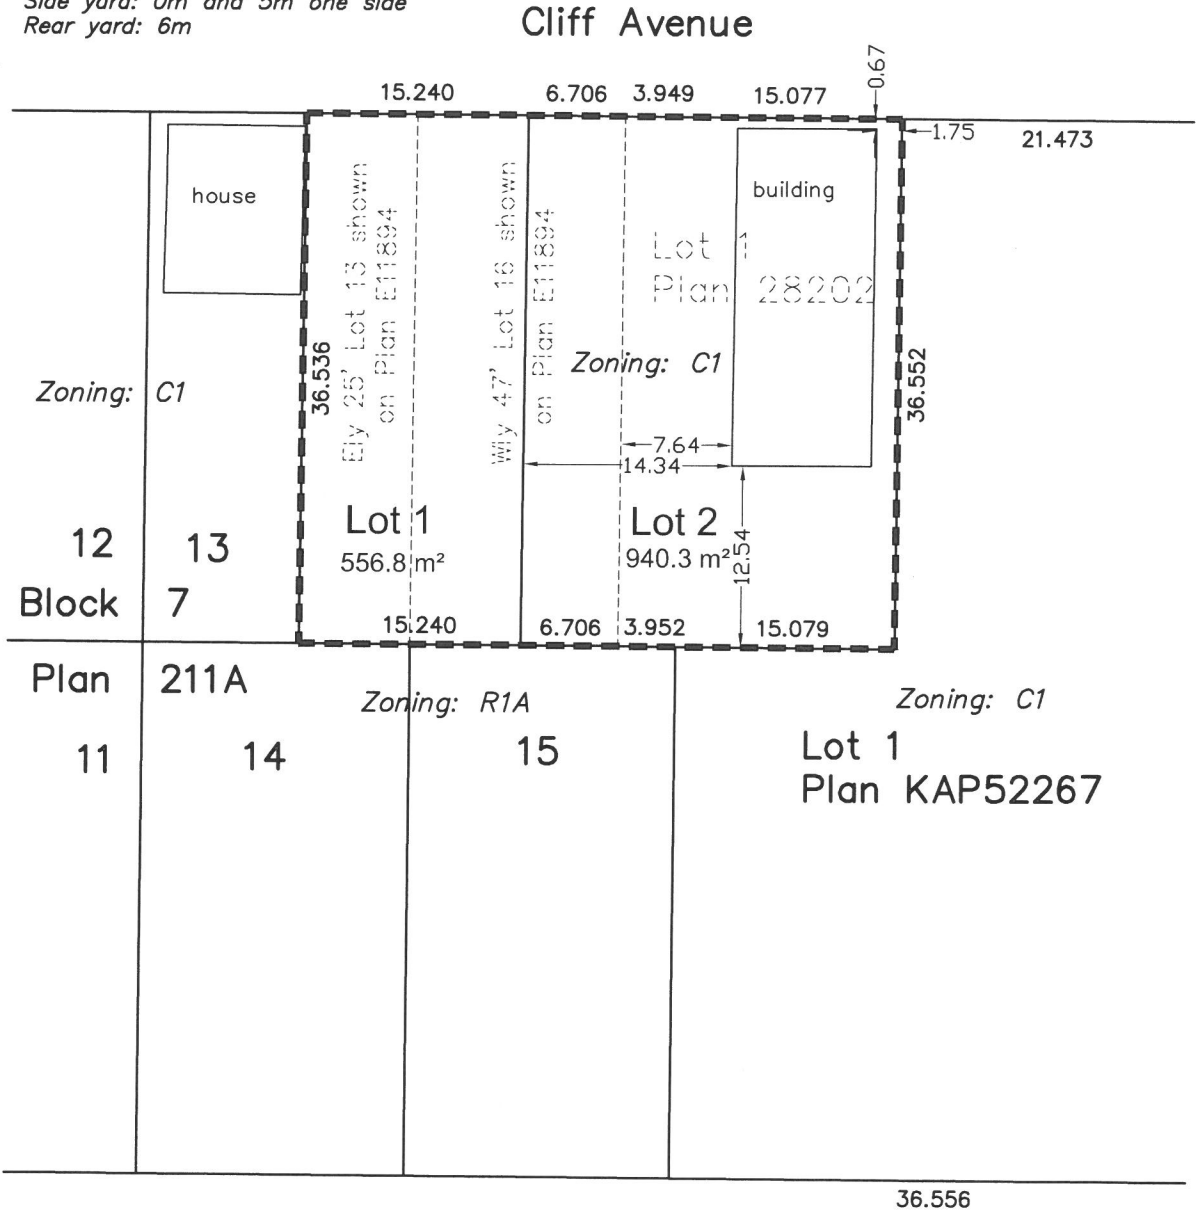 Side yard: 0m and 5m one side
Rear yard: 6m
Cliff Avenue
0.67
15.240 6.706 3.949 15.077
1.75 21.473
house
building
Ely 25' Lot 13 shown
on Plan E11894
Wly 47' Lot 16 shown
on Plan E11894
Lot 1
Plan 28202
36.536
Zoning: C1
36.552
Zoning: C1
7.64
14.34
Lot 1
556.8 m²
Lot 2
940.3 m²
12.54
12 13
Block 7
15.240 6.706 3.952 15.079
Plan 211A
Zoning: R1A
Zoning: C1
11 14 15
Lot 1
Plan KAP52267
36.556